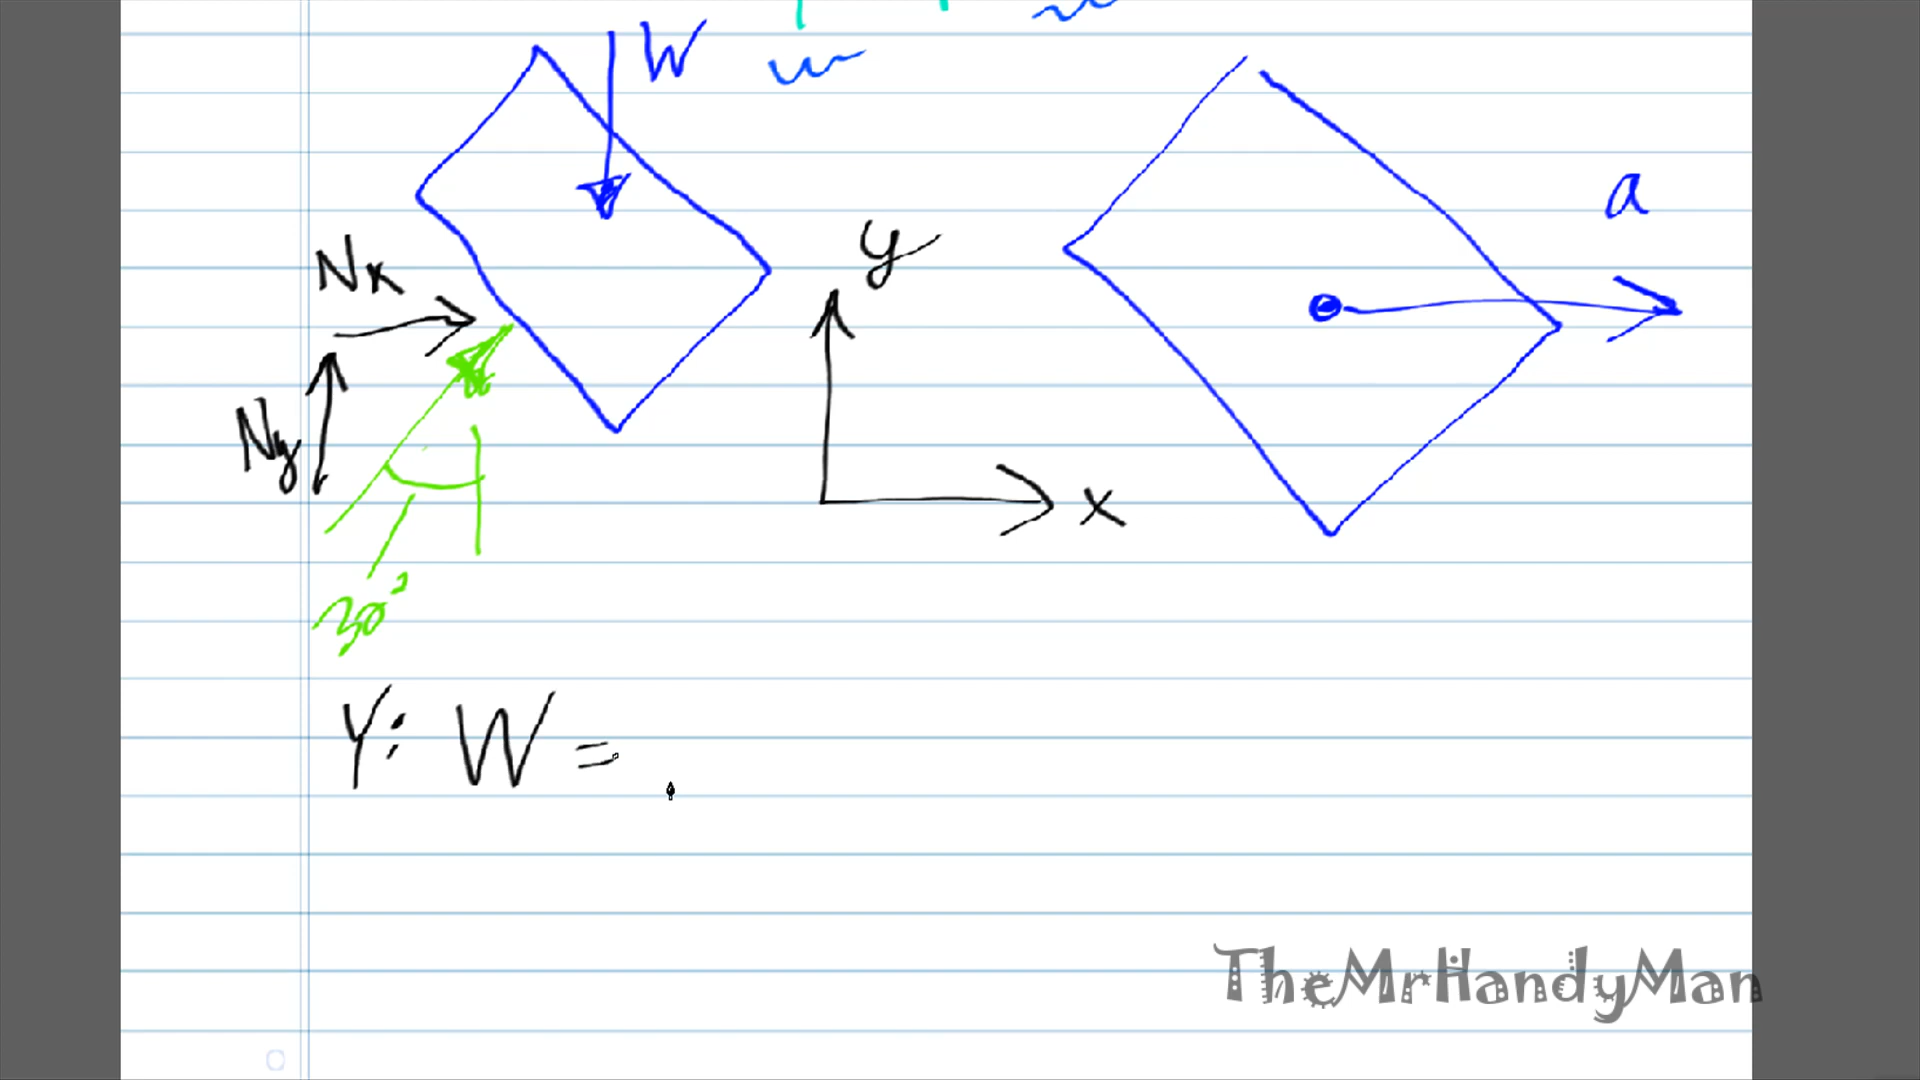 W
a
y
Nx
Ny
x
30°
Y: W =
TheMrHandyMan